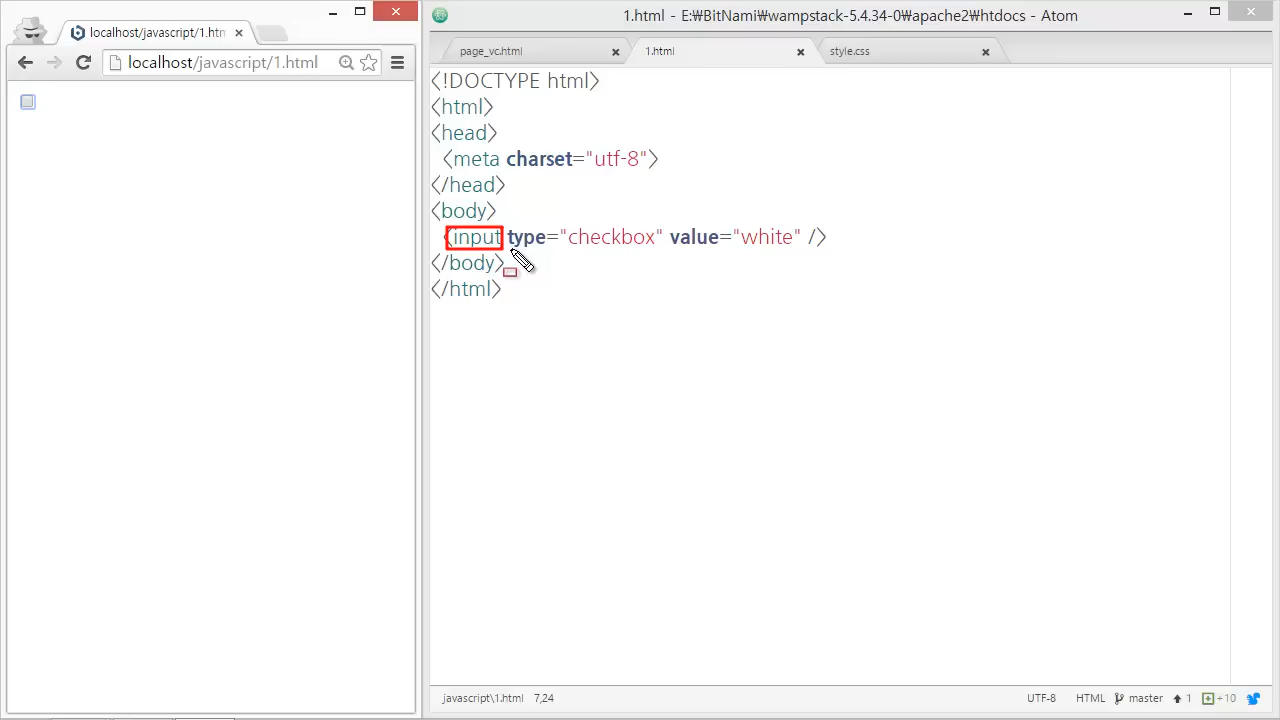 localhost/javascript/1.htm
localhost/javascript/1.html
1.html - E:₩BitNami₩wampstack-5.4.34-0₩apache2₩htdocs - Atom
page_vc.html
1.html
style.css
<!DOCTYPE html>
<html>
<head>
<meta charset="utf-8">
</head>
<body>
<input type="checkbox" value="white" />
</body>
</html>
javascript\1.html 7,24
UTF-8 HTML master 1 +10